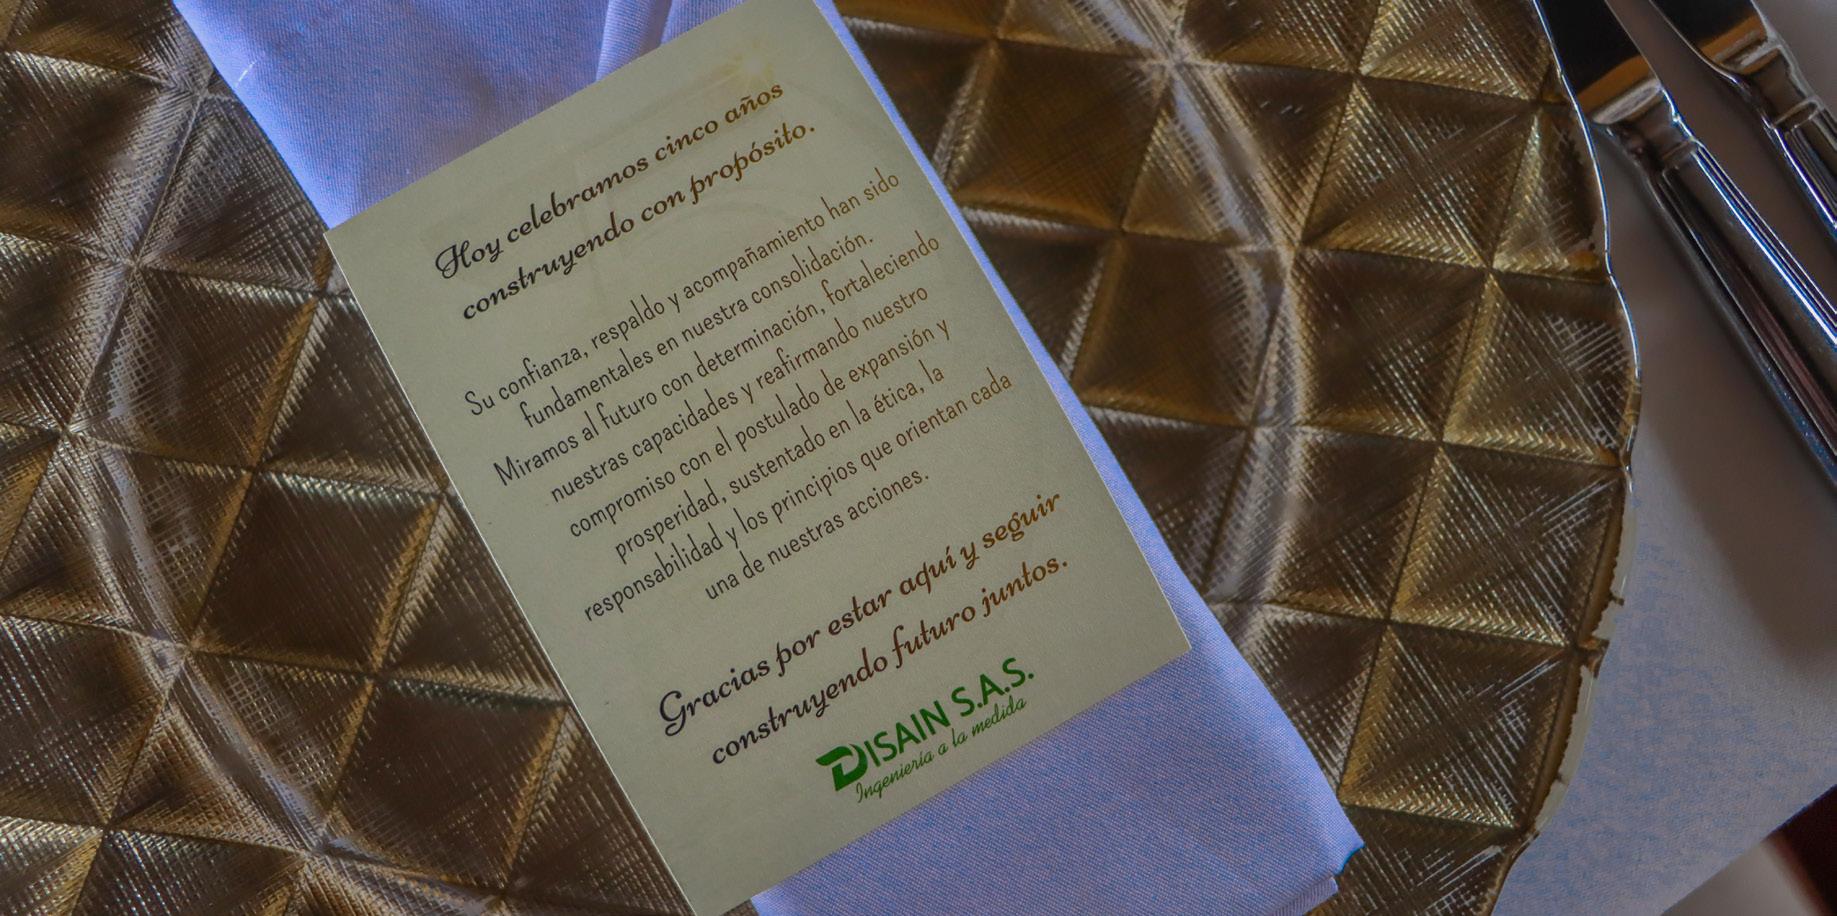 Hoy celebramos cinco años
construyendo con propósito.
Su confianza, respaldo y acompañamiento han sido
fundamentales en nuestra consolidación.
Miramos al futuro con determinación, fortaleciendo
nuestras capacidades y reafirmando nuestro
compromiso con el postulado de expansión y
prosperidad, sustentado en la ética, la
responsabilidad y los principios que orientan cada
una de nuestras acciones.
Gracias por estar aquí y seguir
construyendo futuro juntos.
DISAIN S.A.S.
Ingeniería a la medida